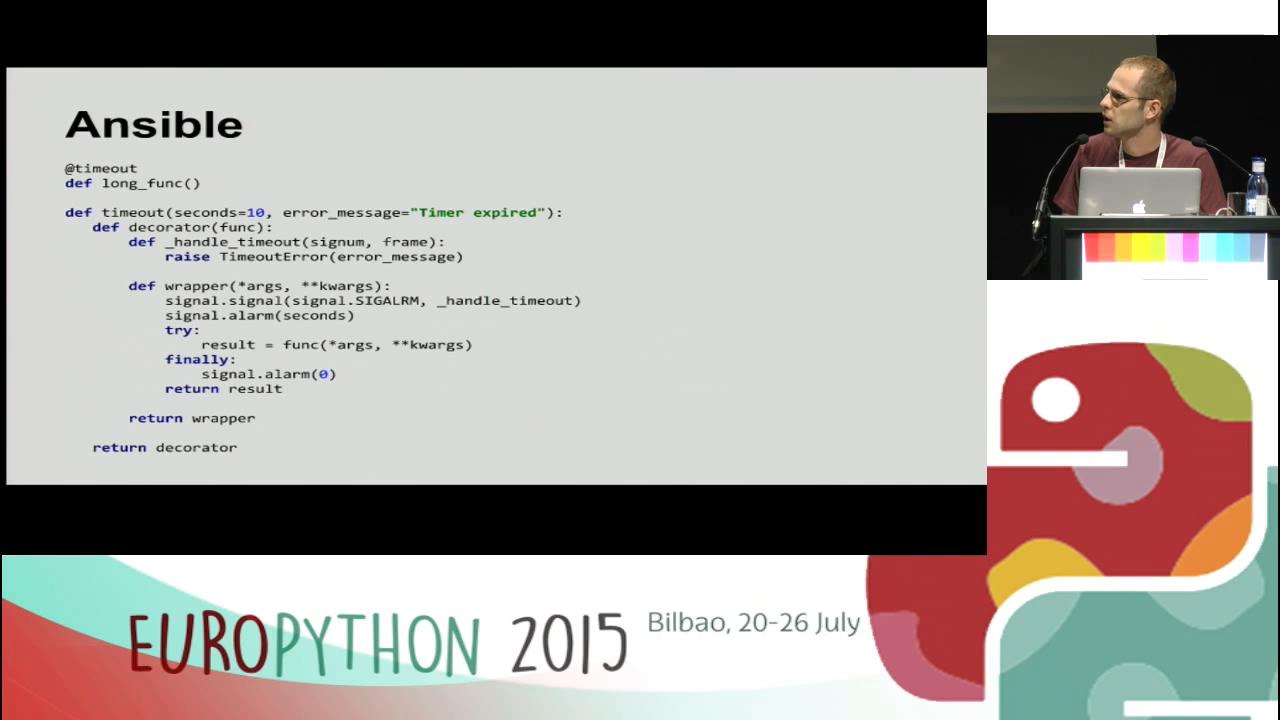 Ansible
@timeout
def long_func()
def timeout(seconds=10, error_message="Timer expired"):
def decorator(func):
def _handle_timeout(signum, frame):
raise TimeoutError(error_message)
def wrapper(*args, **kwargs):
signal.signal(signal.SIGALRM, _handle_timeout)
signal.alarm(seconds)
try:
result = func(*args, **kwargs)
finally:
signal.alarm(0)
return result
return wrapper
return decorator
EUROPYTHON 2015 Bilbao, 20-26 July